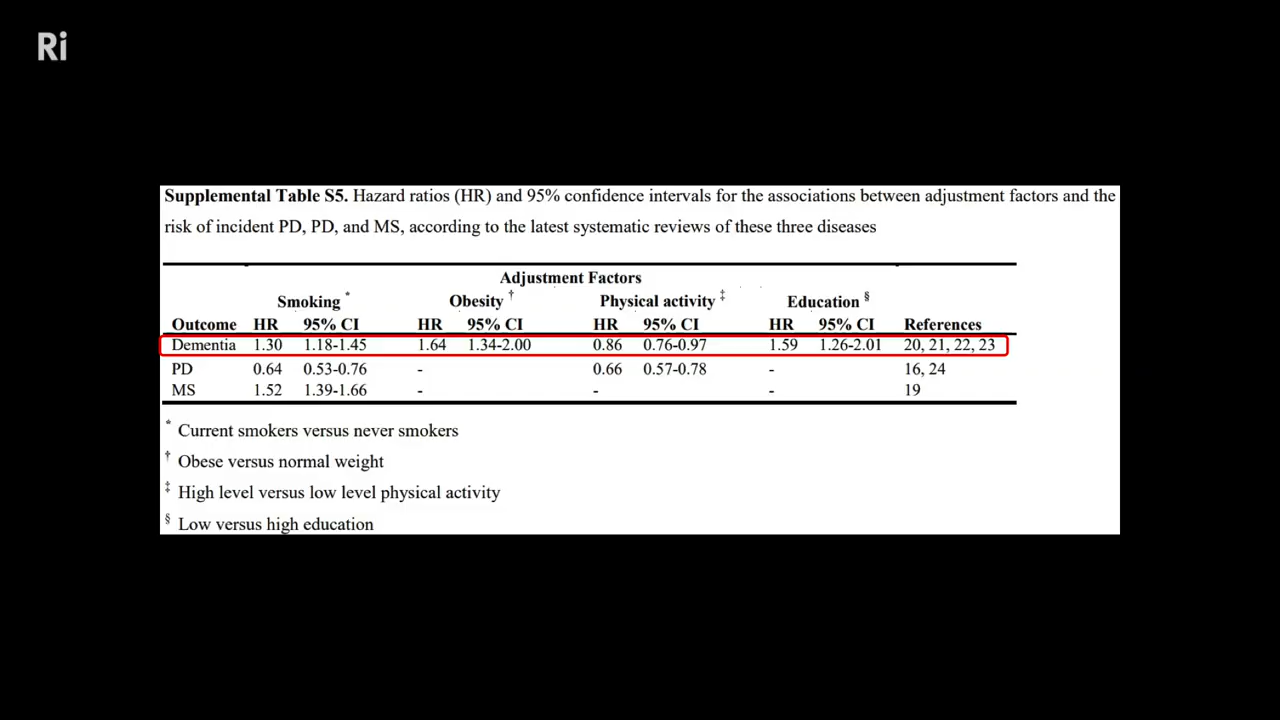 Ri
Supplemental Table S5. Hazard ratios (HR) and 95% confidence intervals for the associations between adjustment factors and the
risk of incident PD, PD, and MS, according to the latest systematic reviews of these three diseases
Adjustment Factors
Smoking * Obesity † Physical activity ‡ Education §
Outcome HR 95% CI HR 95% CI HR 95% CI HR 95% CI References
Dementia 1.30 1.18-1.45 1.64 1.34-2.00 0.86 0.76-0.97 1.59 1.26-2.01 20, 21, 22, 23
PD 0.64 0.53-0.76 - 0.66 0.57-0.78 - 16, 24
MS 1.52 1.39-1.66 - - - 19
* Current smokers versus never smokers
† Obese versus normal weight
‡ High level versus low level physical activity
§ Low versus high education